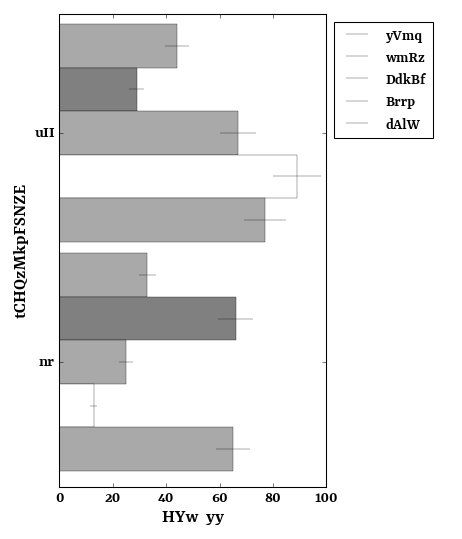 yVmq
wmRz
DdkBf
Brrp
dAlW
uII
nr
tCHQzMkpFSNZE
0 20 40 60 80 100
HYw yy